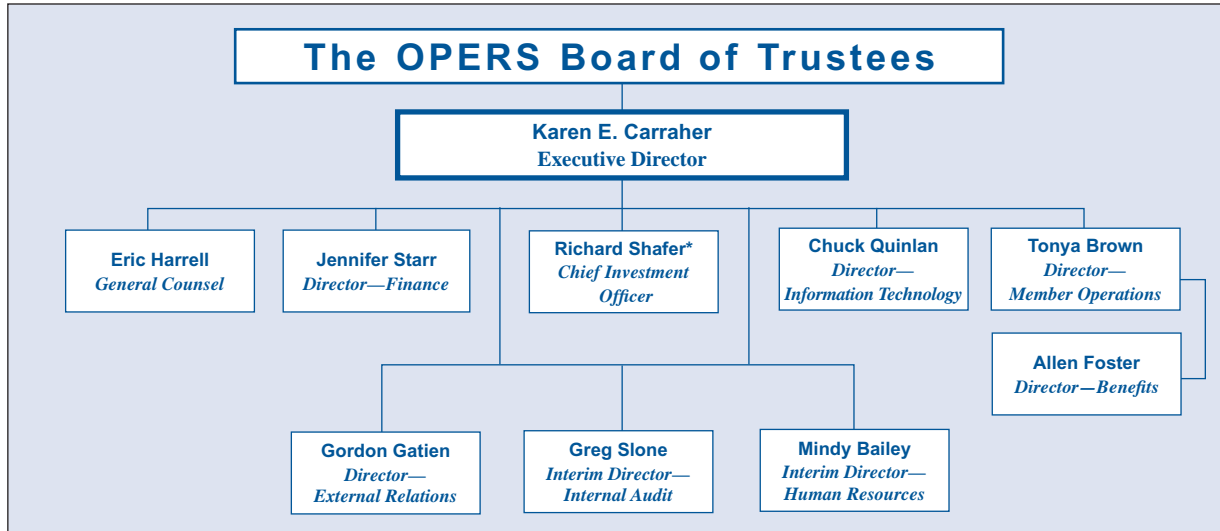 The OPERS Board of Trustees
Karen E. Carraher
Executive Director
Eric Harrell
General Counsel
Jennifer Starr
Director—Finance
Richard Shafer*
Chief Investment
Officer
Chuck Quinlan
Director—
Information Technology
Tonya Brown
Director—
Member Operations
Allen Foster
Director—Benefits
Gordon Gatien
Director—
External Relations
Greg Slone
Interim Director—
Internal Audit
Mindy Bailey
Interim Director—
Human Resources